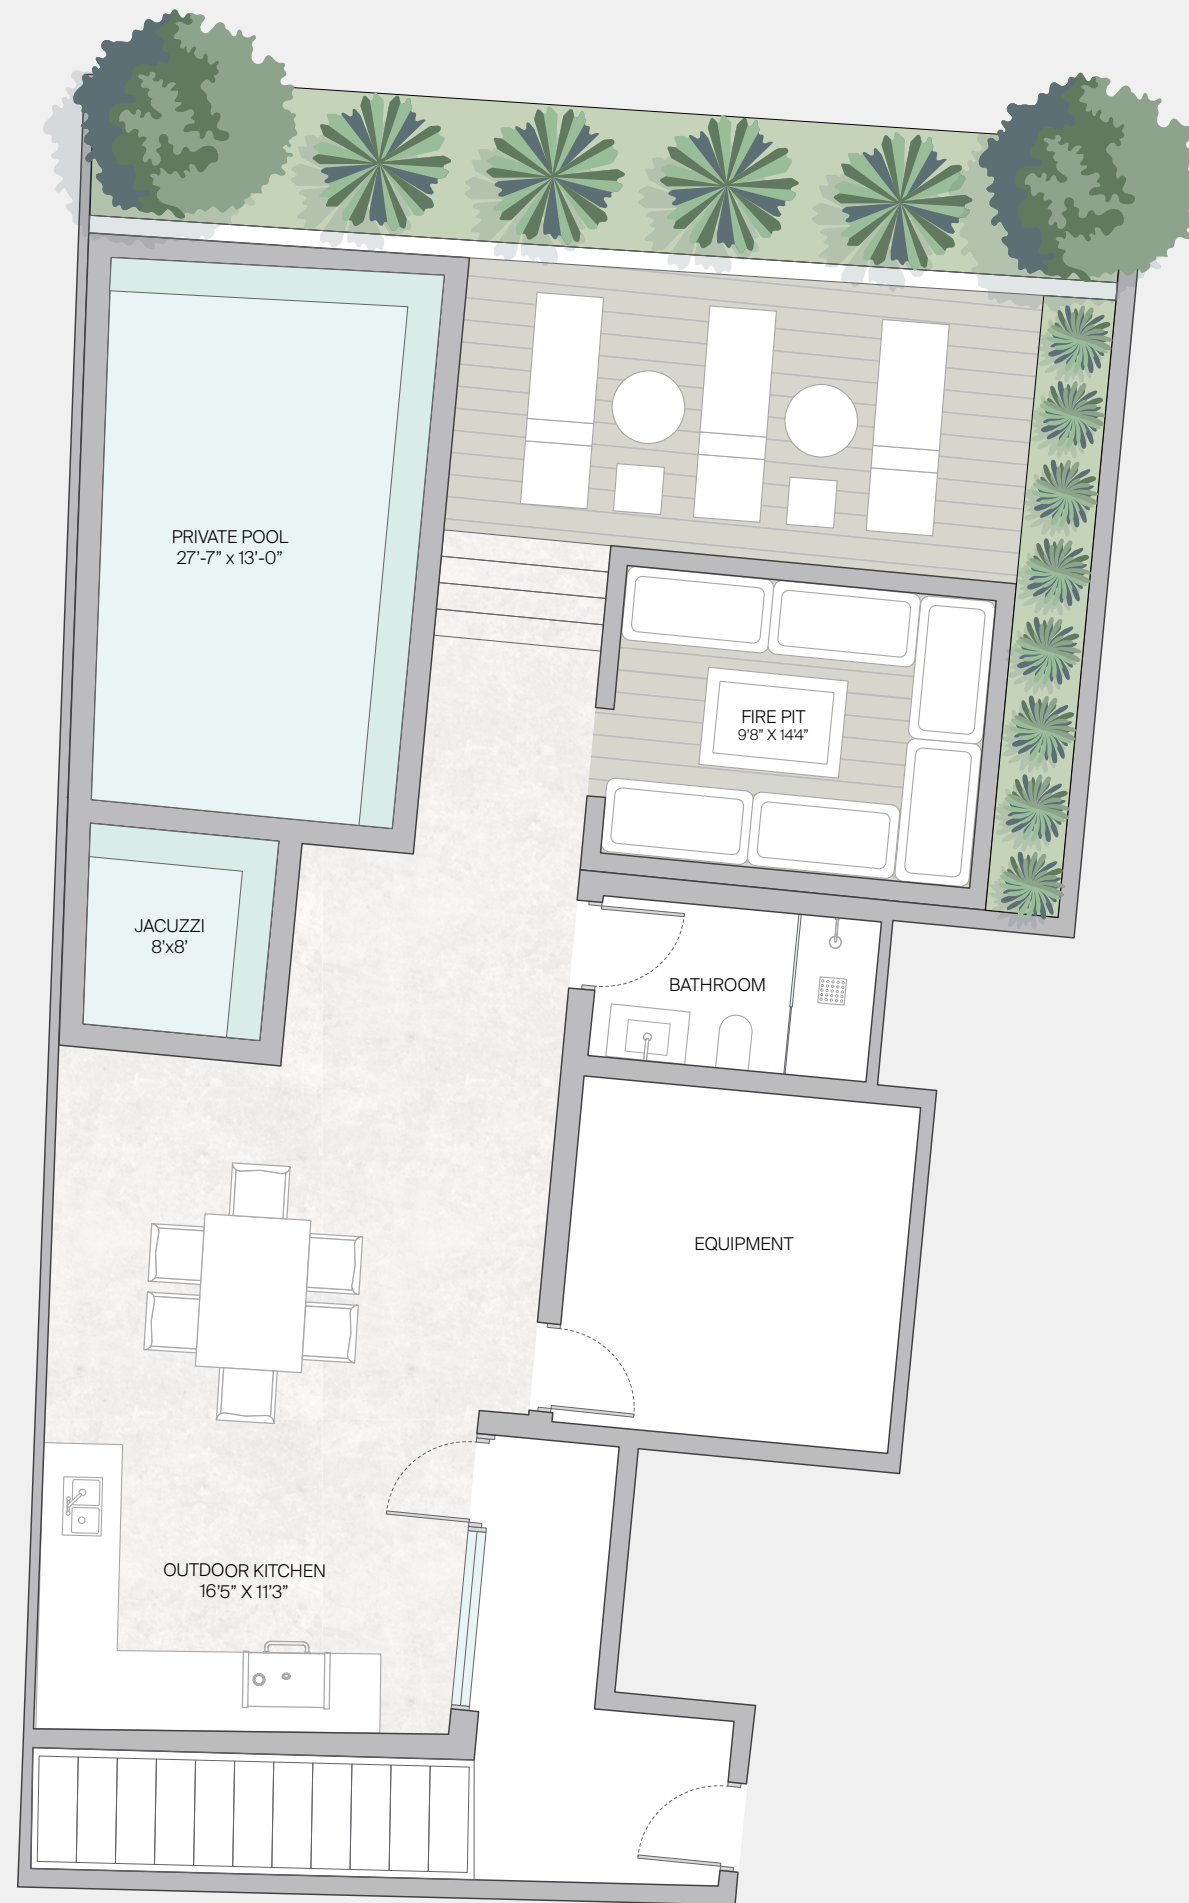 PRIVATE POOL
27'-7" x 13'-0"
FIRE PIT
9'8" X 14'4"
JACUZZI
8'x8'
BATHROOM
EQUIPMENT
OUTDOOR KITCHEN
16'5" X 11'3"